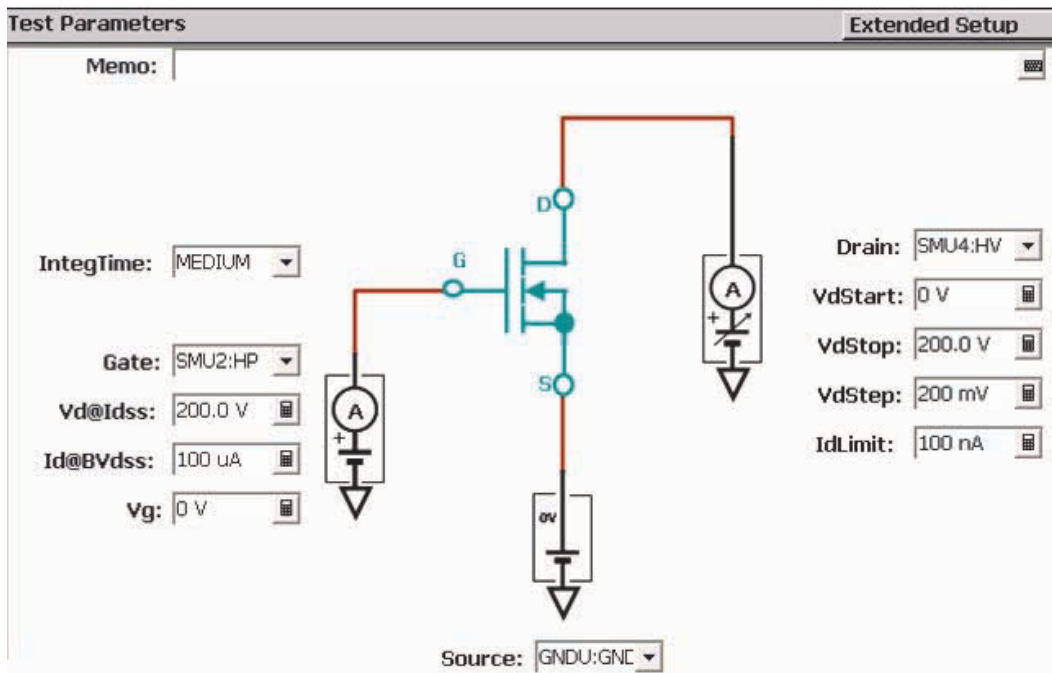 Test Parameters
Extended Setup
Memo:
IntegTime: MEDIUM
Gate: SMU2:HP
Vd@Idss: 200.0 V
Id@BVdss: 100 uA
Vg: 0 V
D
G
S
A
+
A
+
0V
Drain: SMU4:HV
VdStart: 0 V
VdStop: 200.0 V
VdStep: 200 mV
IdLimit: 100 nA
Source: GNDU:GND